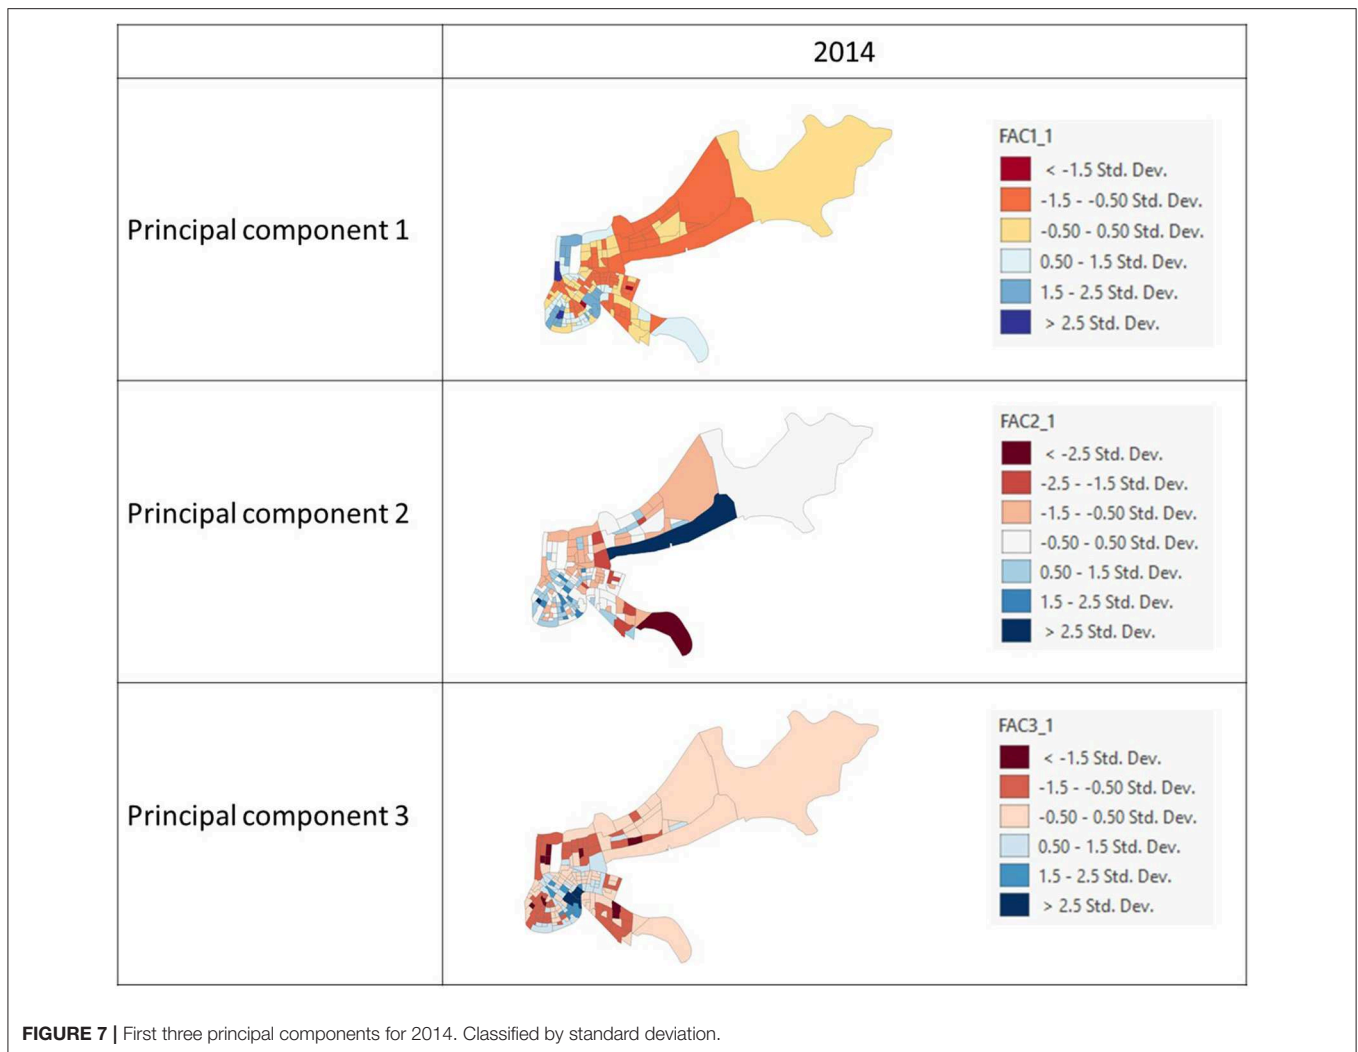 2014
Principal component 1
FAC1_1
< -1.5 Std. Dev.
-1.5 - -0.50 Std. Dev.
-0.50 - 0.50 Std. Dev.
0.50 - 1.5 Std. Dev.
1.5 - 2.5 Std. Dev.
> 2.5 Std. Dev.
Principal component 2
FAC2_1
< -2.5 Std. Dev.
-2.5 - -1.5 Std. Dev.
-1.5 - -0.50 Std. Dev.
-0.50 - 0.50 Std. Dev.
0.50 - 1.5 Std. Dev.
1.5 - 2.5 Std. Dev.
> 2.5 Std. Dev.
Principal component 3
FAC3_1
< -1.5 Std. Dev.
-1.5 - -0.50 Std. Dev.
-0.50 - 0.50 Std. Dev.
0.50 - 1.5 Std. Dev.
1.5 - 2.5 Std. Dev.
> 2.5 Std. Dev.
FIGURE 7 | First three principal components for 2014. Classified by standard deviation.